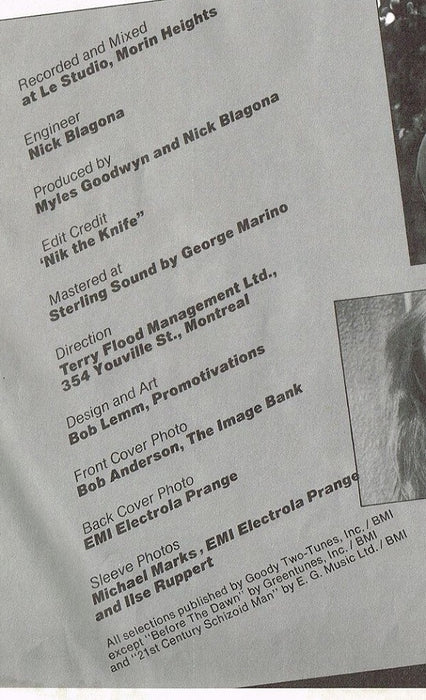 Recorded and Mixed
at Le Studio, Morin Heights
Engineer
Nick Blagona
Produced by
Myles Goodwyn and Nick Blagona
Edit Credit
"Nik the Knife"
Mastered at
Sterling Sound by George Marino
Direction
Terry Flood Management Ltd.,
354 Youville St., Montreal
Design and Art
Bob Lemm, Promotivations
Front Cover Photo
Bob Anderson, The Image Bank
Back Cover Photo
EMI Electrola Prange
Sleeve Photos
Michael Marks, EMI Electrola Prange
and Ilse Ruppert
All selections published by Goody Two-Tunes, Inc. / BMI
except "Before The Dawn" by Greentunes, Inc. / BMI
and "21st Century Schizoid Man" by E. G. Music Ltd. / BMI